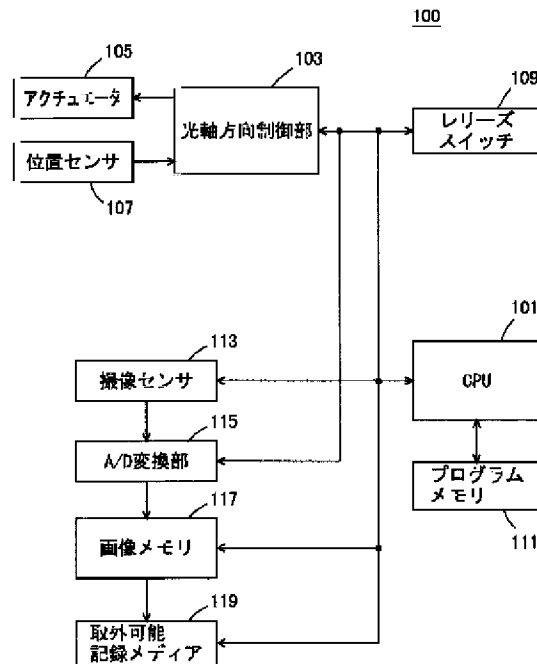 100
105
103
109
アクチュエータ
光軸方向制御部
レリーズ
スイッチ
位置センサ
107
101
113
撮像センサ
CPU
115
A/D変換部
117
プログラム
メモリ
画像メモリ
111
119
取外可能
記録メディア